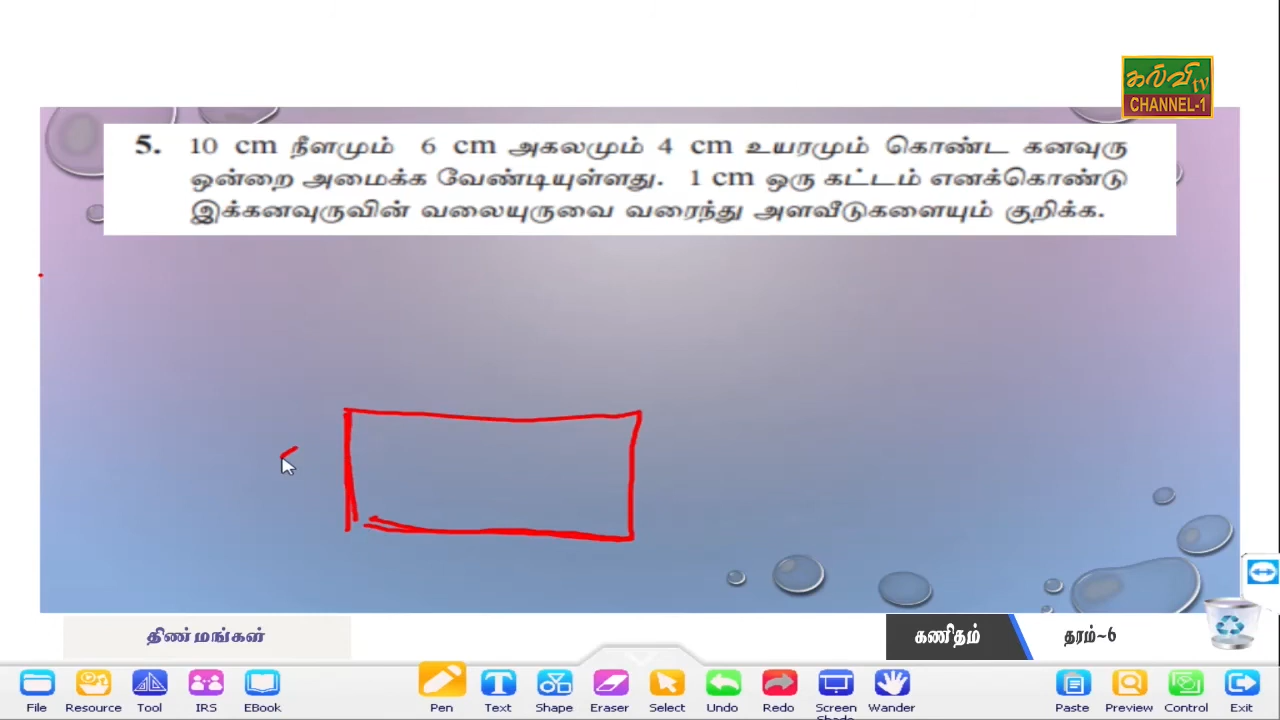 கல்வி tv
CHANNEL-1
5. 10 cm நீளமும் 6 cm அகலமும் 4 cm உயரமும் கொண்ட கனவுரு
ஒன்றை அமைக்க வேண்டியுள்ளது. 1 cm ஒரு கட்டம் எனக்கொண்டு
இக்கனவுருவின் வலையுருவை வரைந்து அளவீடுகளையும் குறிக்க.
திண்மங்கள்
கணிதம்
தரம்-6
File Resource Tool IRS EBook Pen Text Shape Eraser Select Undo Redo Screen Shade Wander Paste Preview Control Exit